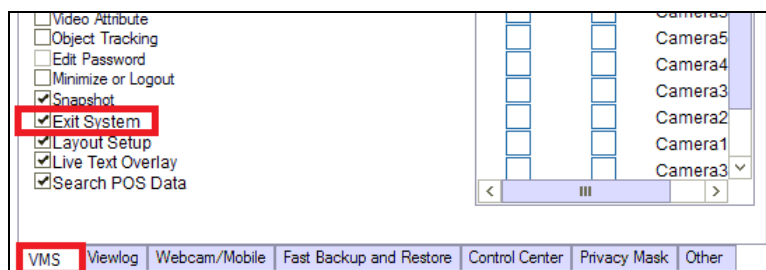 Video Attribute
Object Tracking
Edit Password
Minimize or Logout
Snapshot
Exit System
Layout Setup
Live Text Overlay
Search POS Data
Camera5
Camera4
Camera3
Camera2
Camera1
Camera3
VMS Viewlog Webcam/Mobile Fast Backup and Restore Control Center Privacy Mask Other